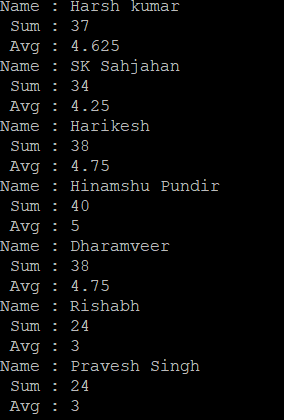 Name : Harsh kumar
Sum : 37
Avg : 4.625
Name : SK Sahjahan
Sum : 34
Avg : 4.25
Name : Harikesh
Sum : 38
Avg : 4.75
Name : Hinamshu Pundir
Sum : 40
Avg : 5
Name : Dharamveer
Sum : 38
Avg : 4.75
Name : Rishabh
Sum : 24
Avg : 3
Name : Pravesh Singh
Sum : 24
Avg : 3